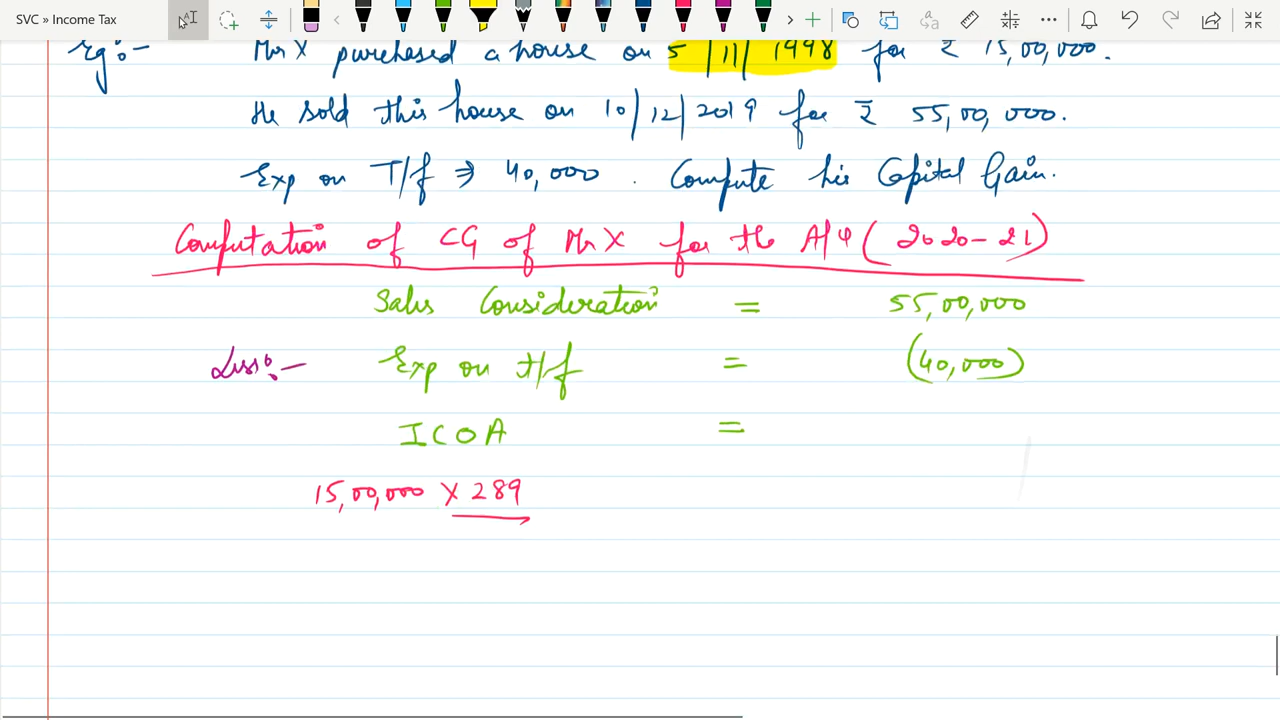 SVC » Income Tax
Eg:- Mr X purchased a house on 5/11/1998 for ₹ 15,00,000.
He sold this house on 10/12/2019 for ₹ 55,00,000.
Exp on T/f ⇒ 40,000. Compute his Capital Gain.
Computation of CG of Mr X for the A/Y (2020-21)
Sales Consideration = 55,00,000
Less:- Exp on t/f = (40,000)
ICOA =
15,00,000 X 289